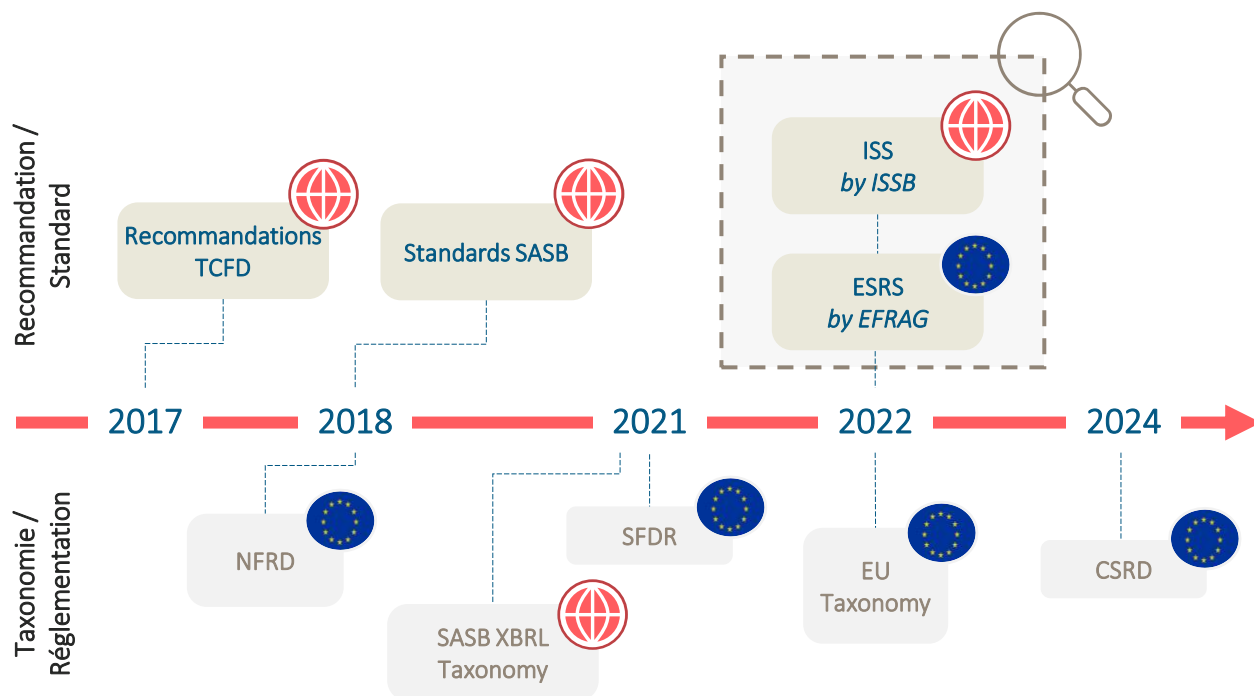 Recommandation /
Standard
Recommandations
TCFD
Standards SASB
ISS
by ISSB
ESRS
by EFRAG
2017
2018
2021
2022
2024
Taxonomie /
Réglementation
NFRD
SASB XBRL
Taxonomy
SFDR
EU
Taxonomy
CSRD